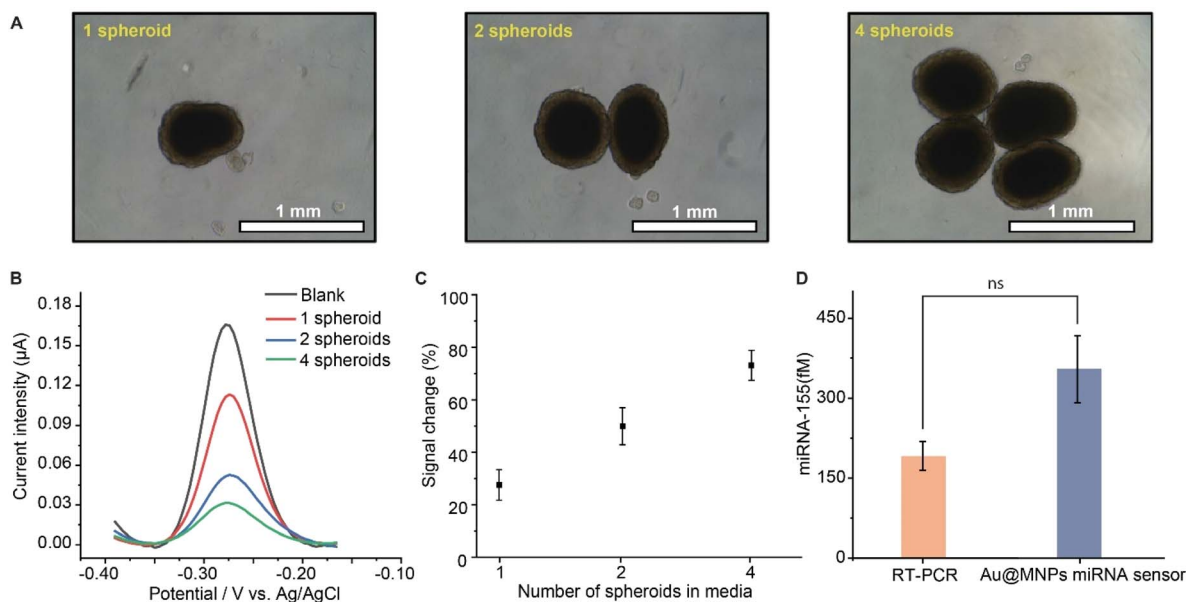 A
1 spheroid
2 spheroids
4 spheroids
1 mm
1 mm
1 mm
B
Current intensity (µA)
0.18
0.15
0.12
0.09
0.06
0.03
0.00
Blank
1 spheroid
2 spheroids
4 spheroids
-0.40
-0.30
-0.20
-0.10
Potential / V vs. Ag/AgCl
C
Signal change (%)
100
80
60
40
20
0
1
2
4
Number of spheroids in media
D
miRNA-155(fM)
450
300
150
0
ns
RT-PCR
Au@MNPs miRNA sensor